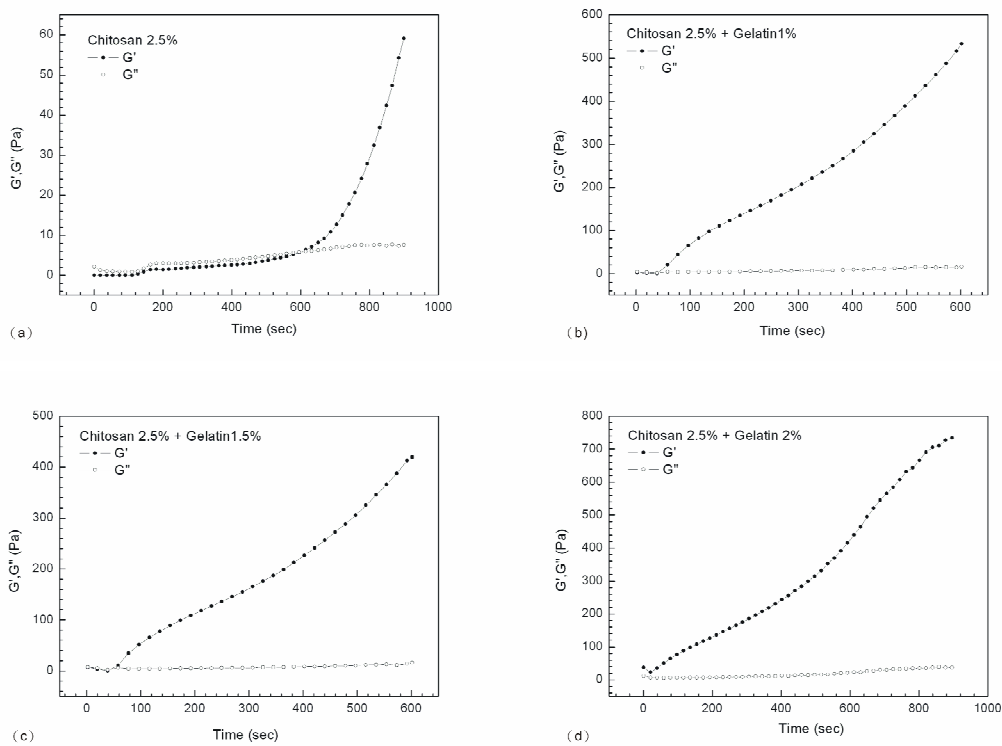 Chitosan 2.5%
G'
G"
60
50
40
30
20
10
0
G',G" (Pa)
0 200 400 600 800 1000
Time (sec)
(a)
Chitosan 2.5% + Gelatin1%
G'
G"
600
500
400
300
200
100
0
G',G" (Pa)
0 100 200 300 400 500 600
Time (sec)
(b)
500
Chitosan 2.5% + Gelatin1.5%
G'
G"
400
300
200
100
0
G',G" (Pa)
0 100 200 300 400 500 600
Time (sec)
(c)
800
Chitosan 2.5% + Gelatin 2%
G'
G"
700
600
500
400
300
200
100
0
G',G" (Pa)
0 200 400 600 800 1000
Time (sec)
(d)